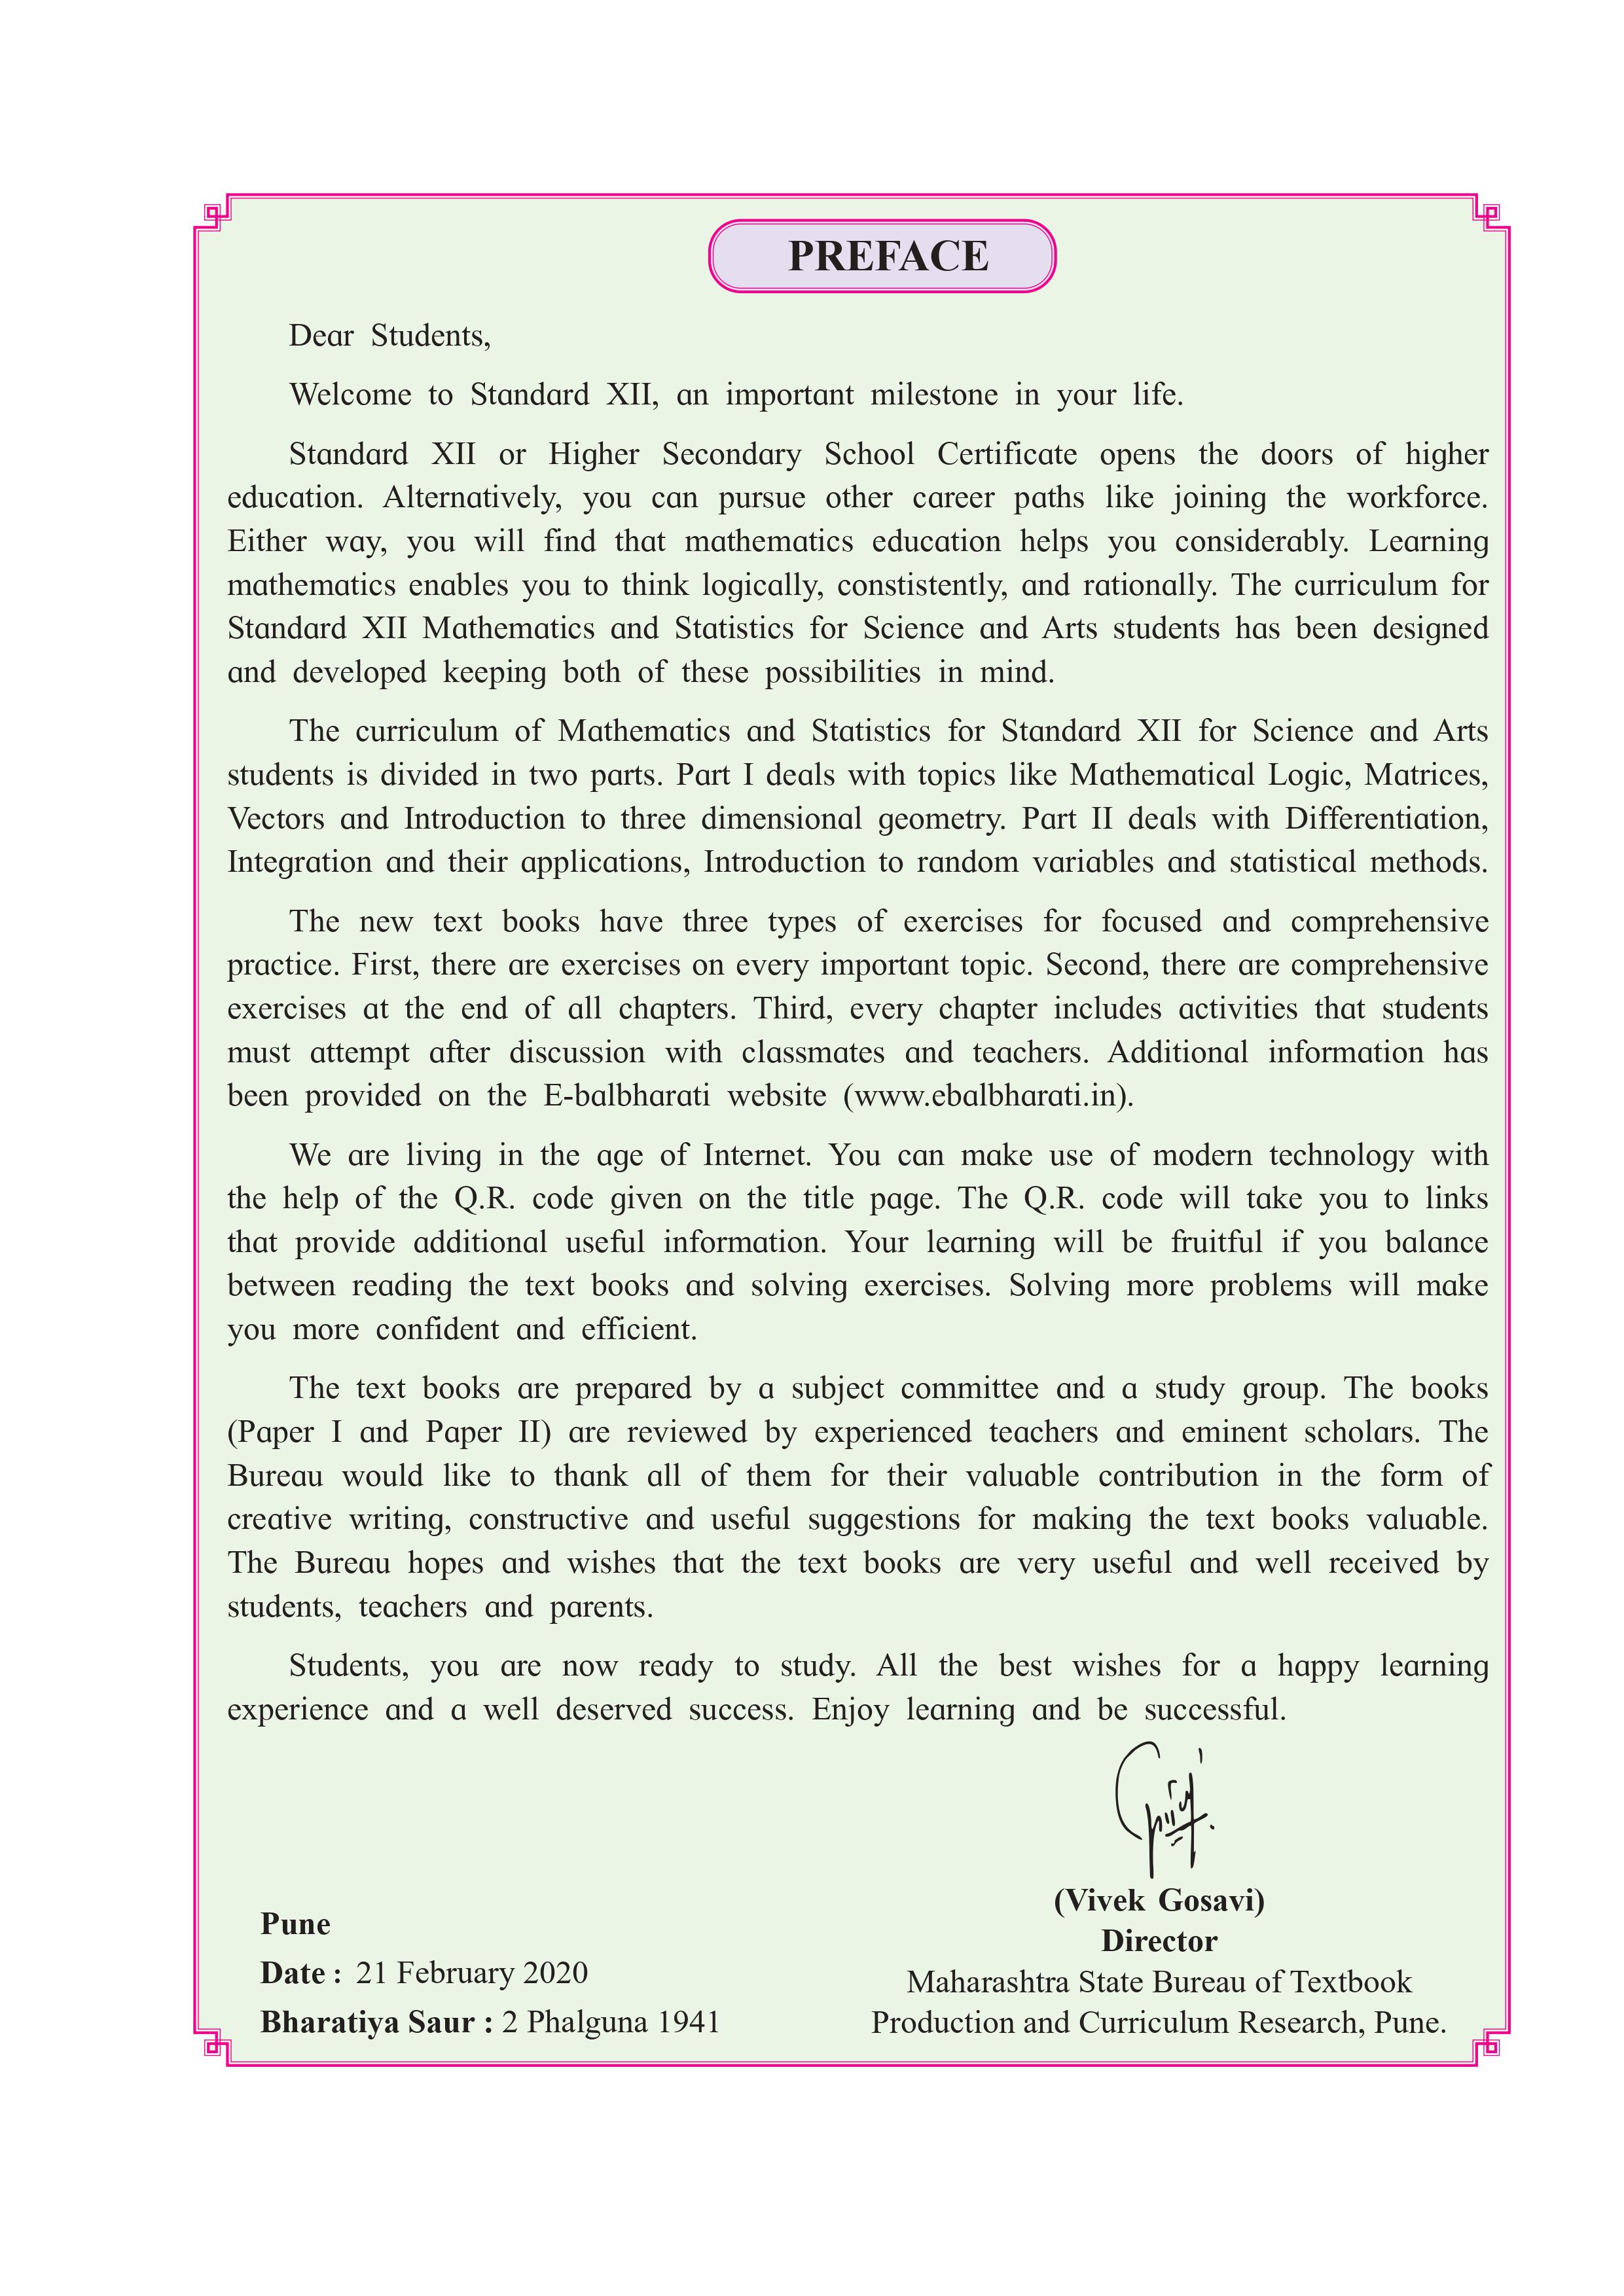 PREFACE
Dear Students,
Welcome to Standard XII, an important milestone in your life.
Standard XII or Higher Secondary School Certificate opens the doors of higher
education. Alternatively, you can pursue other career paths like joining the workforce.
Either way, you will find that mathematics education helps you considerably. Learning
mathematics enables you to think logically, constistently, and rationally. The curriculum for
Standard XII Mathematics and Statistics for Science and Arts students has been designed
and developed keeping both of these possibilities in mind.
The curriculum of Mathematics and Statistics for Standard XII for Science and Arts
students is divided in two parts. Part I deals with topics like Mathematical Logic, Matrices,
Vectors and Introduction to three dimensional geometry. Part II deals with Differentiation,
Integration and their applications, Introduction to random variables and statistical methods.
The new text books have three types of exercises for focused and comprehensive
practice. First, there are exercises on every important topic. Second, there are comprehensive
exercises at the end of all chapters. Third, every chapter includes activities that students
must attempt after discussion with classmates and teachers. Additional information has
been provided on the E-balbharati website (www.ebalbharati.in).
We are living in the age of Internet. You can make use of modern technology with
the help of the Q.R. code given on the title page. The Q.R. code will take you to links
that provide additional useful information. Your learning will be fruitful if you balance
between reading the text books and solving exercises. Solving more problems will make
you more confident and efficient.
The text books are prepared by a subject committee and a study group. The books
(Paper I and Paper II) are reviewed by experienced teachers and eminent scholars. The
Bureau would like to thank all of them for their valuable contribution in the form of
creative writing, constructive and useful suggestions for making the text books valuable.
The Bureau hopes and wishes that the text books are very useful and well received by
students, teachers and parents.
Students, you are now ready to study. All the best wishes for a happy learning
experience and a well deserved success. Enjoy learning and be successful.
(Vivek Gosavi)
Director
Maharashtra State Bureau of Textbook
Production and Curriculum Research, Pune.
Pune
Date : 21 February 2020
Bharatiya Saur : 2 Phalguna 1941